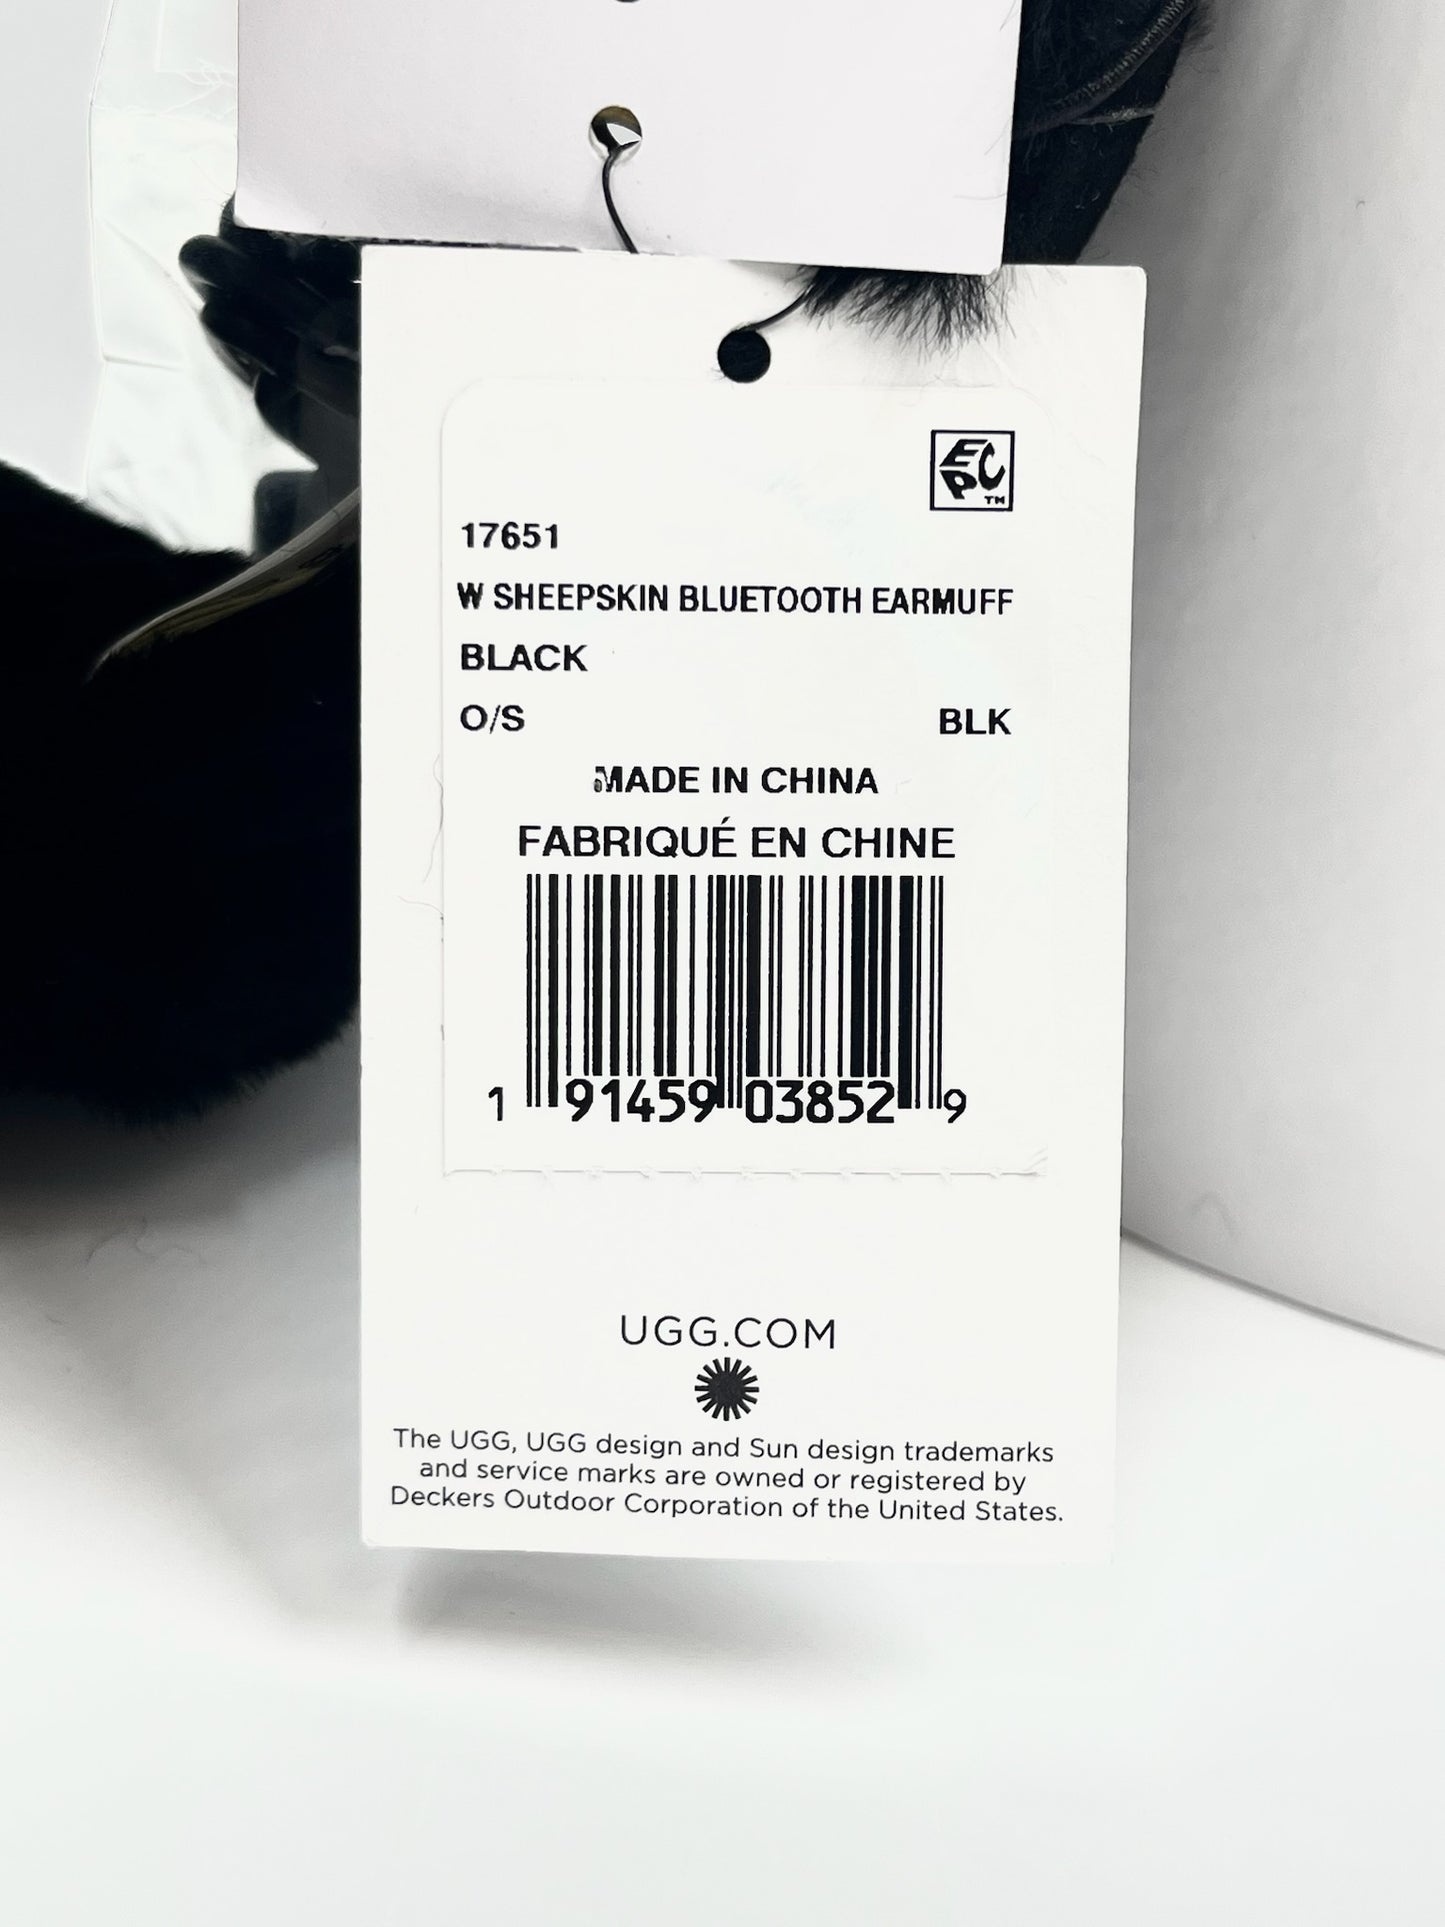 EPC™
17651
W SHEEPSKIN BLUETOOTH EARMUFF
BLACK
O/S BLK
MADE IN CHINA
FABRIQUÉ EN CHINE
1 91459 03852 9
UGG.COM
The UGG, UGG design and Sun design trademarks
and service marks are owned or registered by
Deckers Outdoor Corporation of the United States.